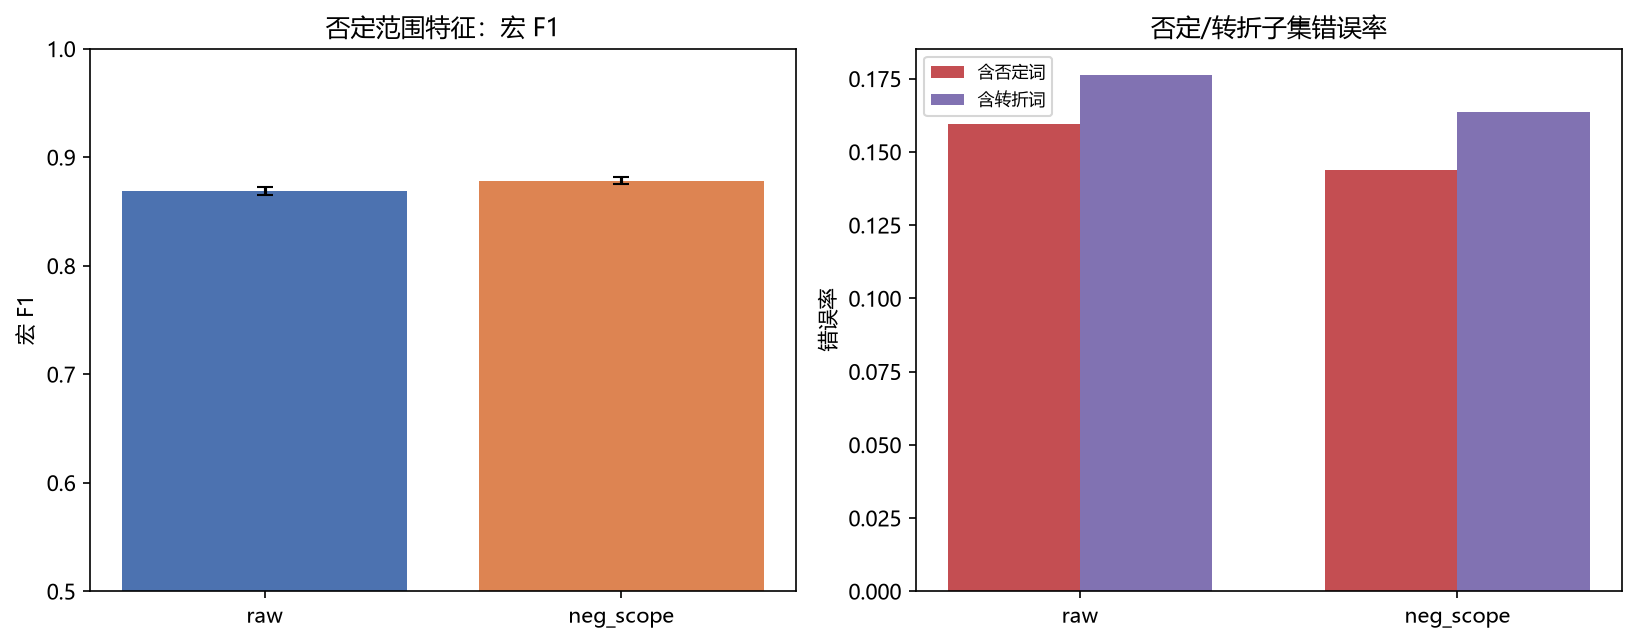 否定范围特征：宏 F1
宏 F1
1.0
0.9
0.8
0.7
0.6
0.5
raw
neg_scope
否定/转折子集错误率
错误率
含否定词
含转折词
0.175
0.150
0.125
0.100
0.075
0.050
0.025
0.000
raw
neg_scope